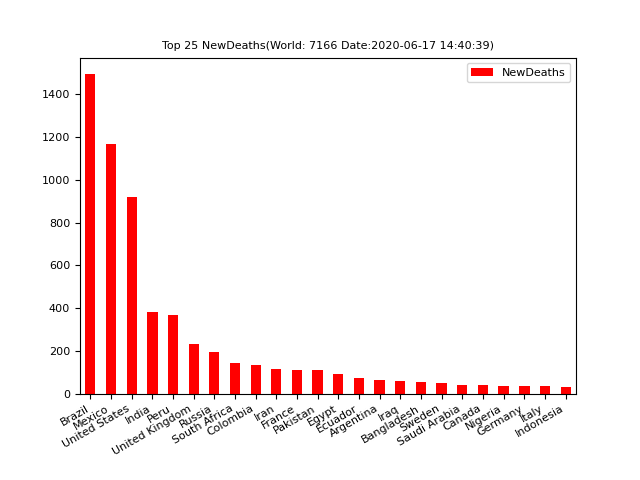 Top 25 NewDeaths(World: 7166 Date:2020-06-17 14:40:39)
NewDeaths
1400
1200
1000
800
600
400
200
0
Brazil
Mexico
United States
India
Peru
United Kingdom
Russia
South Africa
Colombia
Iran
France
Pakistan
Egypt
Ecuador
Argentina
Iraq
Bangladesh
Sweden
Saudi Arabia
Canada
Nigeria
Germany
Italy
Indonesia